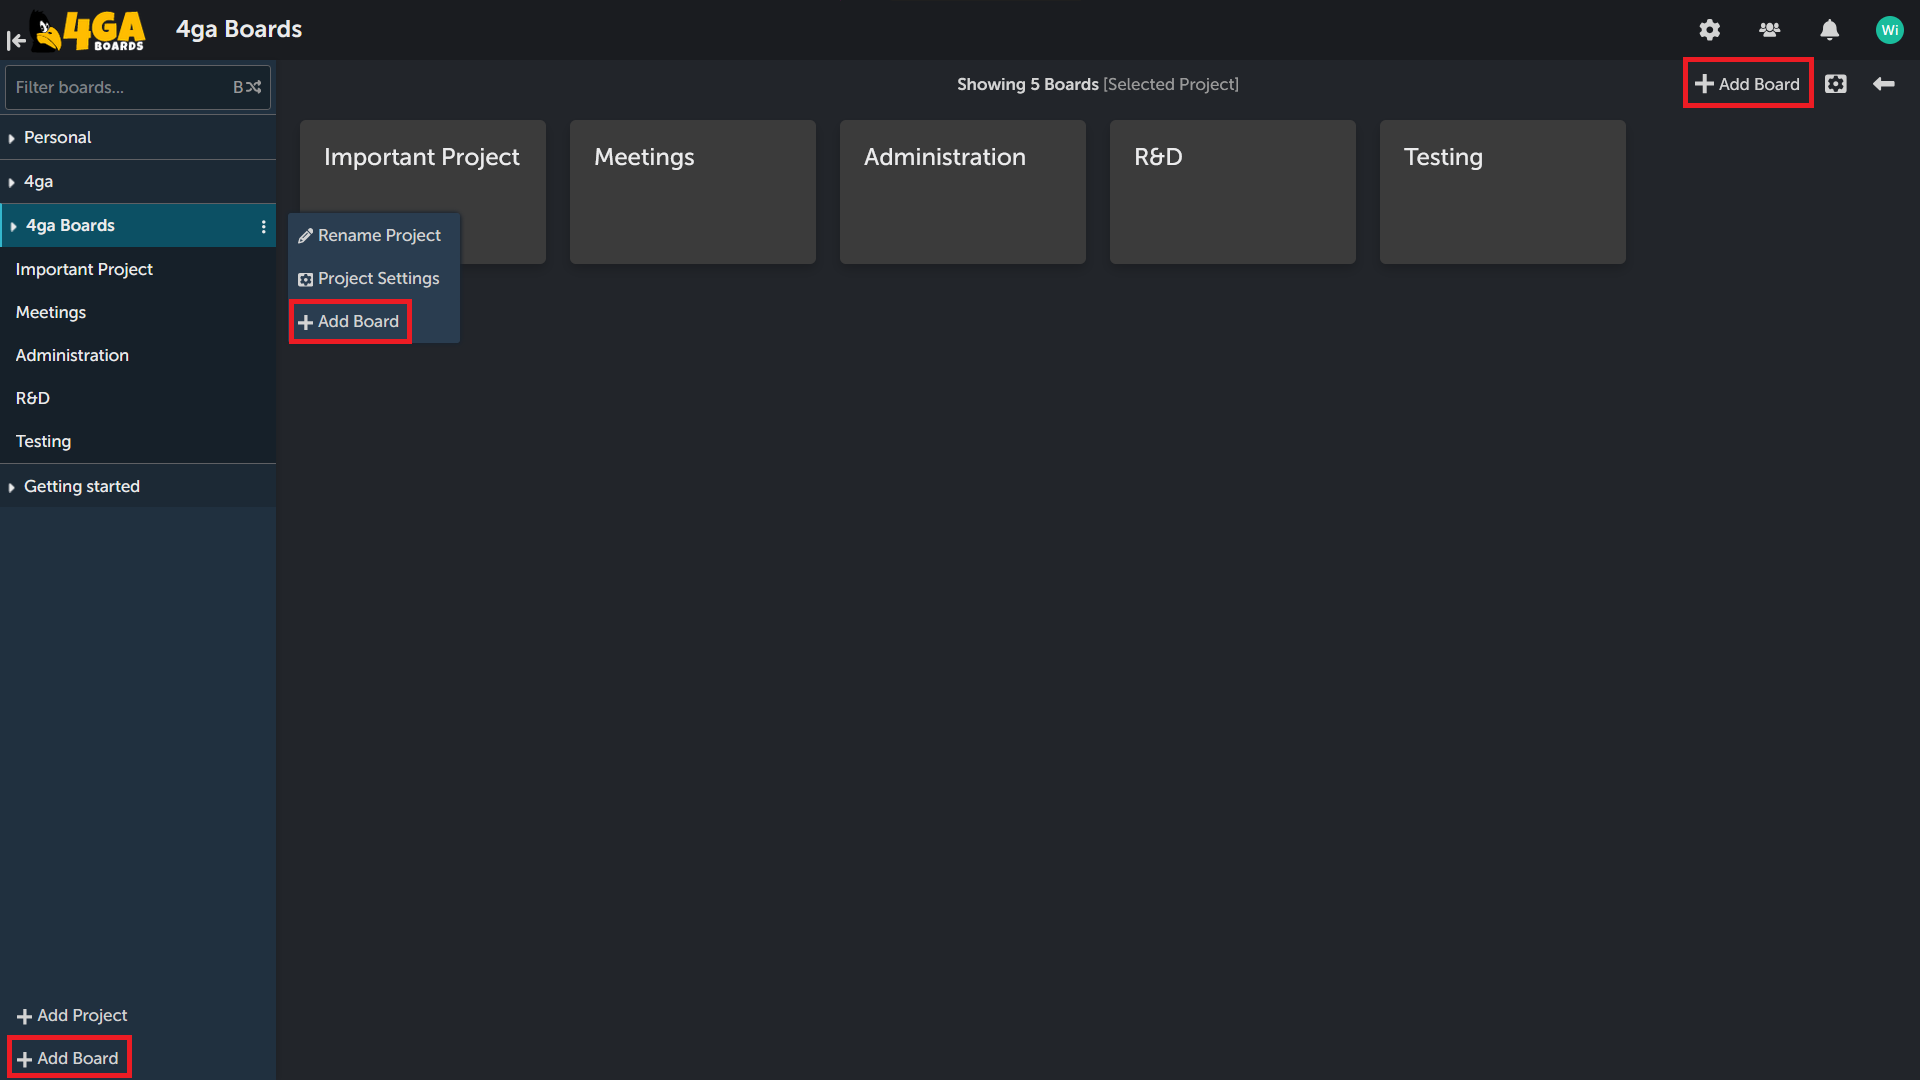 4GA BOARDS
4ga Boards
Wi
Filter boards... B
Showing 5 Boards [Selected Project]
Add Board
Personal
4ga
4ga Boards
Important Project
Meetings
Administration
R&D
Testing
Getting started
Important Project
Meetings
Administration
R&D
Testing
Rename Project
Project Settings
Add Board
Add Project
Add Board